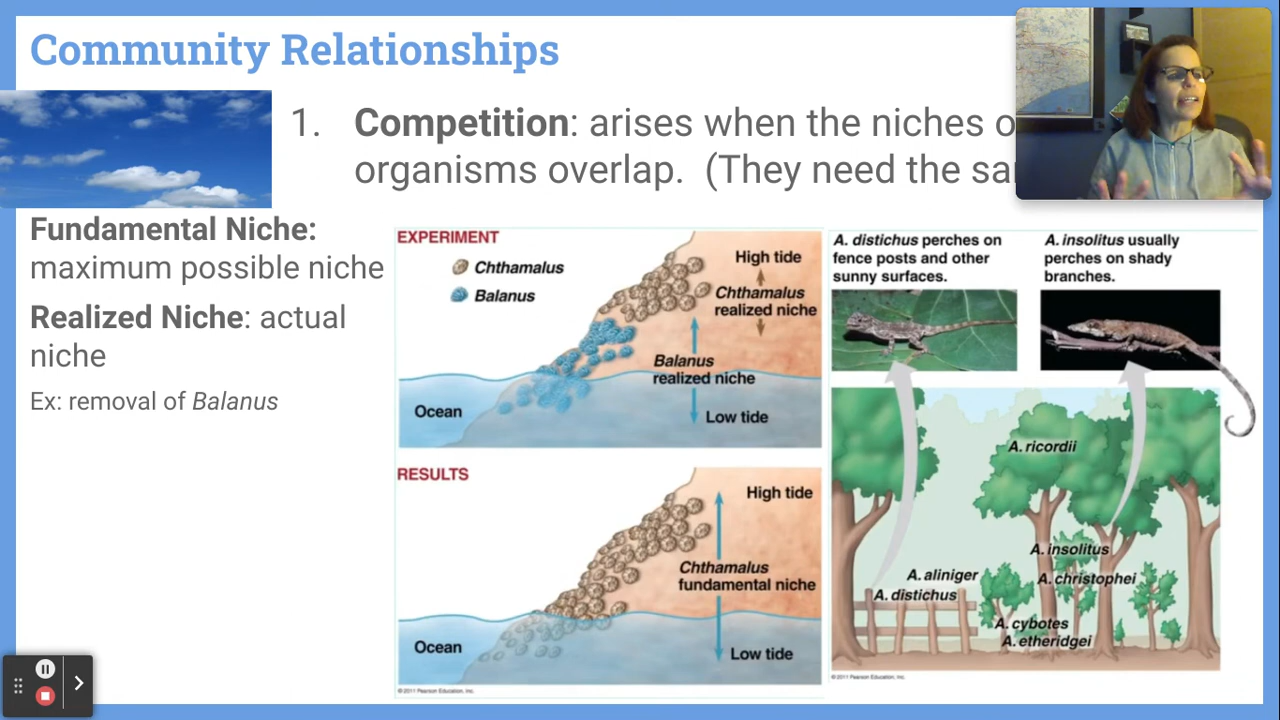 Community Relationships
1. Competition: arises when the niches o
organisms overlap. (They need the sa
Fundamental Niche:
maximum possible niche
Realized Niche: actual
niche
Ex: removal of Balanus
EXPERIMENT
Chthamalus
Balanus
High tide
Chthamalus
realized niche
Balanus
realized niche
Ocean
Low tide
RESULTS
High tide
Chthamalus
fundamental niche
Ocean
Low tide
©2011 Pearson Education, Inc.
A. distichus perches on
fence posts and other
sunny surfaces.
A. insolitus usually
perches on shady
branches.
A. ricordii
A. insolitus
A. aliniger
A. christophei
A. distichus
A. cybotes
A. etheridgei
©2011 Pearson Education, Inc.